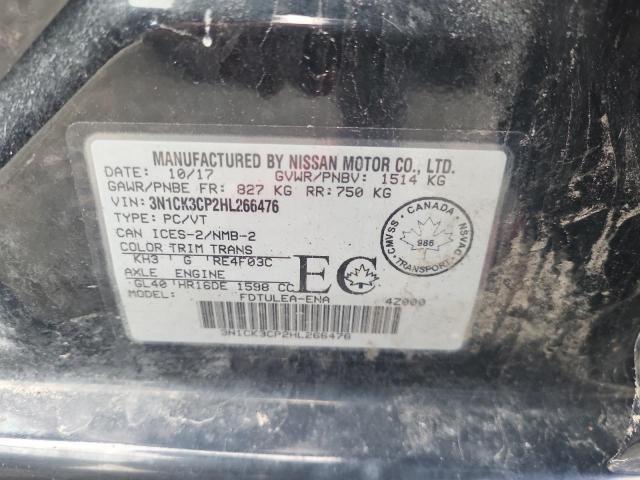 MANUFACTURED BY NISSAN MOTOR CO., LTD.
DATE: 10/17 GVWR/PNBV: 1514 KG
GAWR/PNBE FR: 827 KG RR: 750 KG
VIN: 3N1CK3CP2HL266476
TYPE: PC/VT
CAN ICES-2/NMB-2
COLOR TRIM TRANS
KH3 ' G 'RE4F03C
AXLE ENGINE
GL40 'HR16DE 1598 CC
EC
MODEL: FDTULEA-ENA 4Z000
3N1CK3CP2HL266476
CANADA
CMVSS NSVAC
986
TRANSPORT